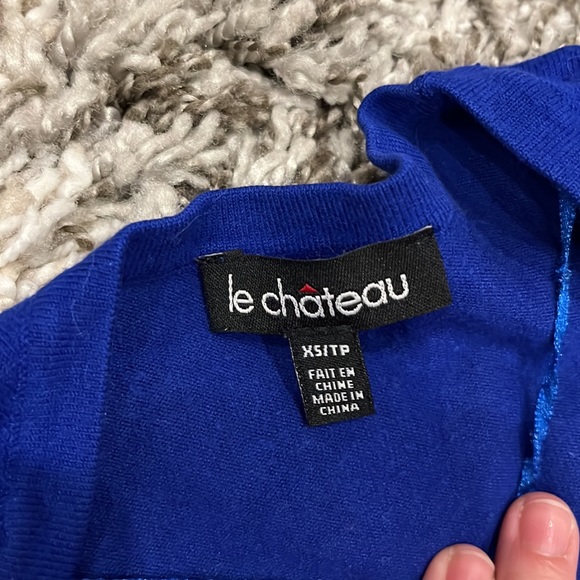 le château
XS/TP
FAIT EN
CHINE
MADE IN
CHINA